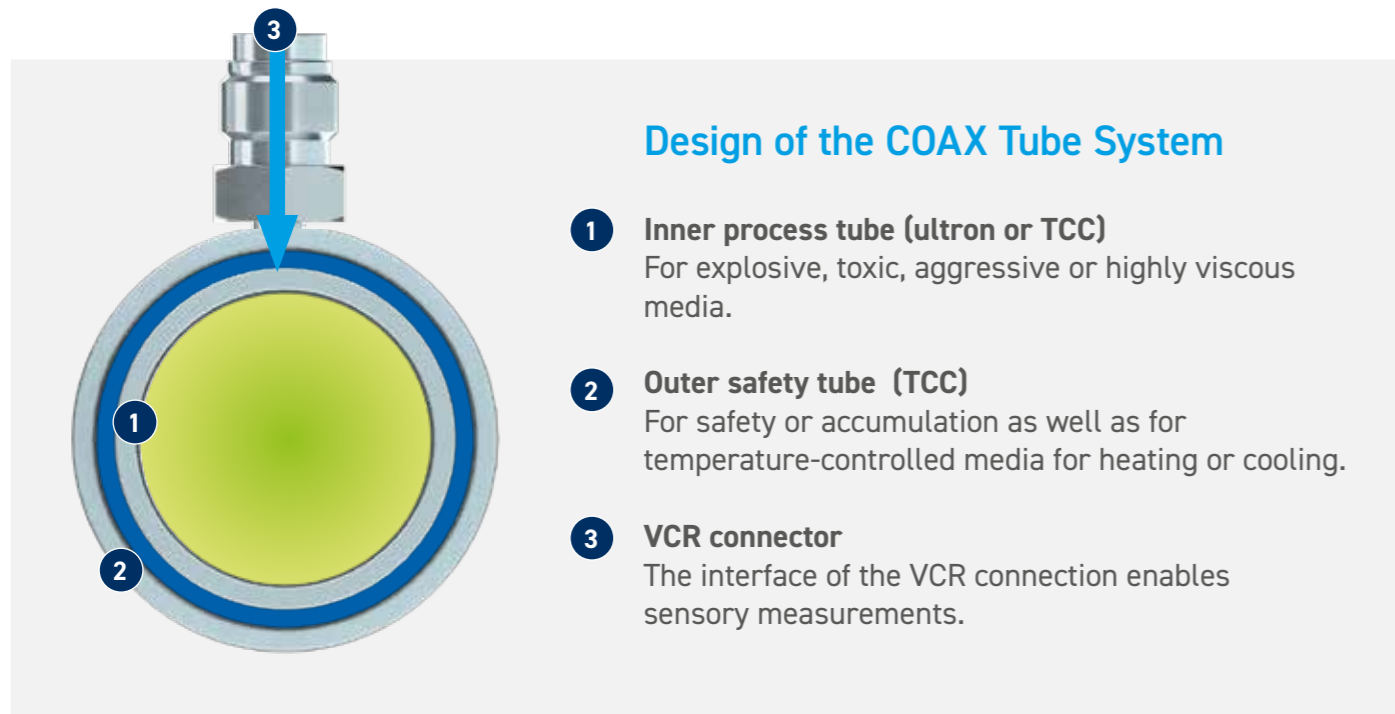 3
Design of the COAX Tube System
1
Inner process tube (ultron or TCC)
For explosive, toxic, aggressive or highly viscous
media.
2
Outer safety tube (TCC)
For safety or accumulation as well as for
temperature-controlled media for heating or cooling.
3
VCR connector
The interface of the VCR connection enables
sensory measurements.
1
2